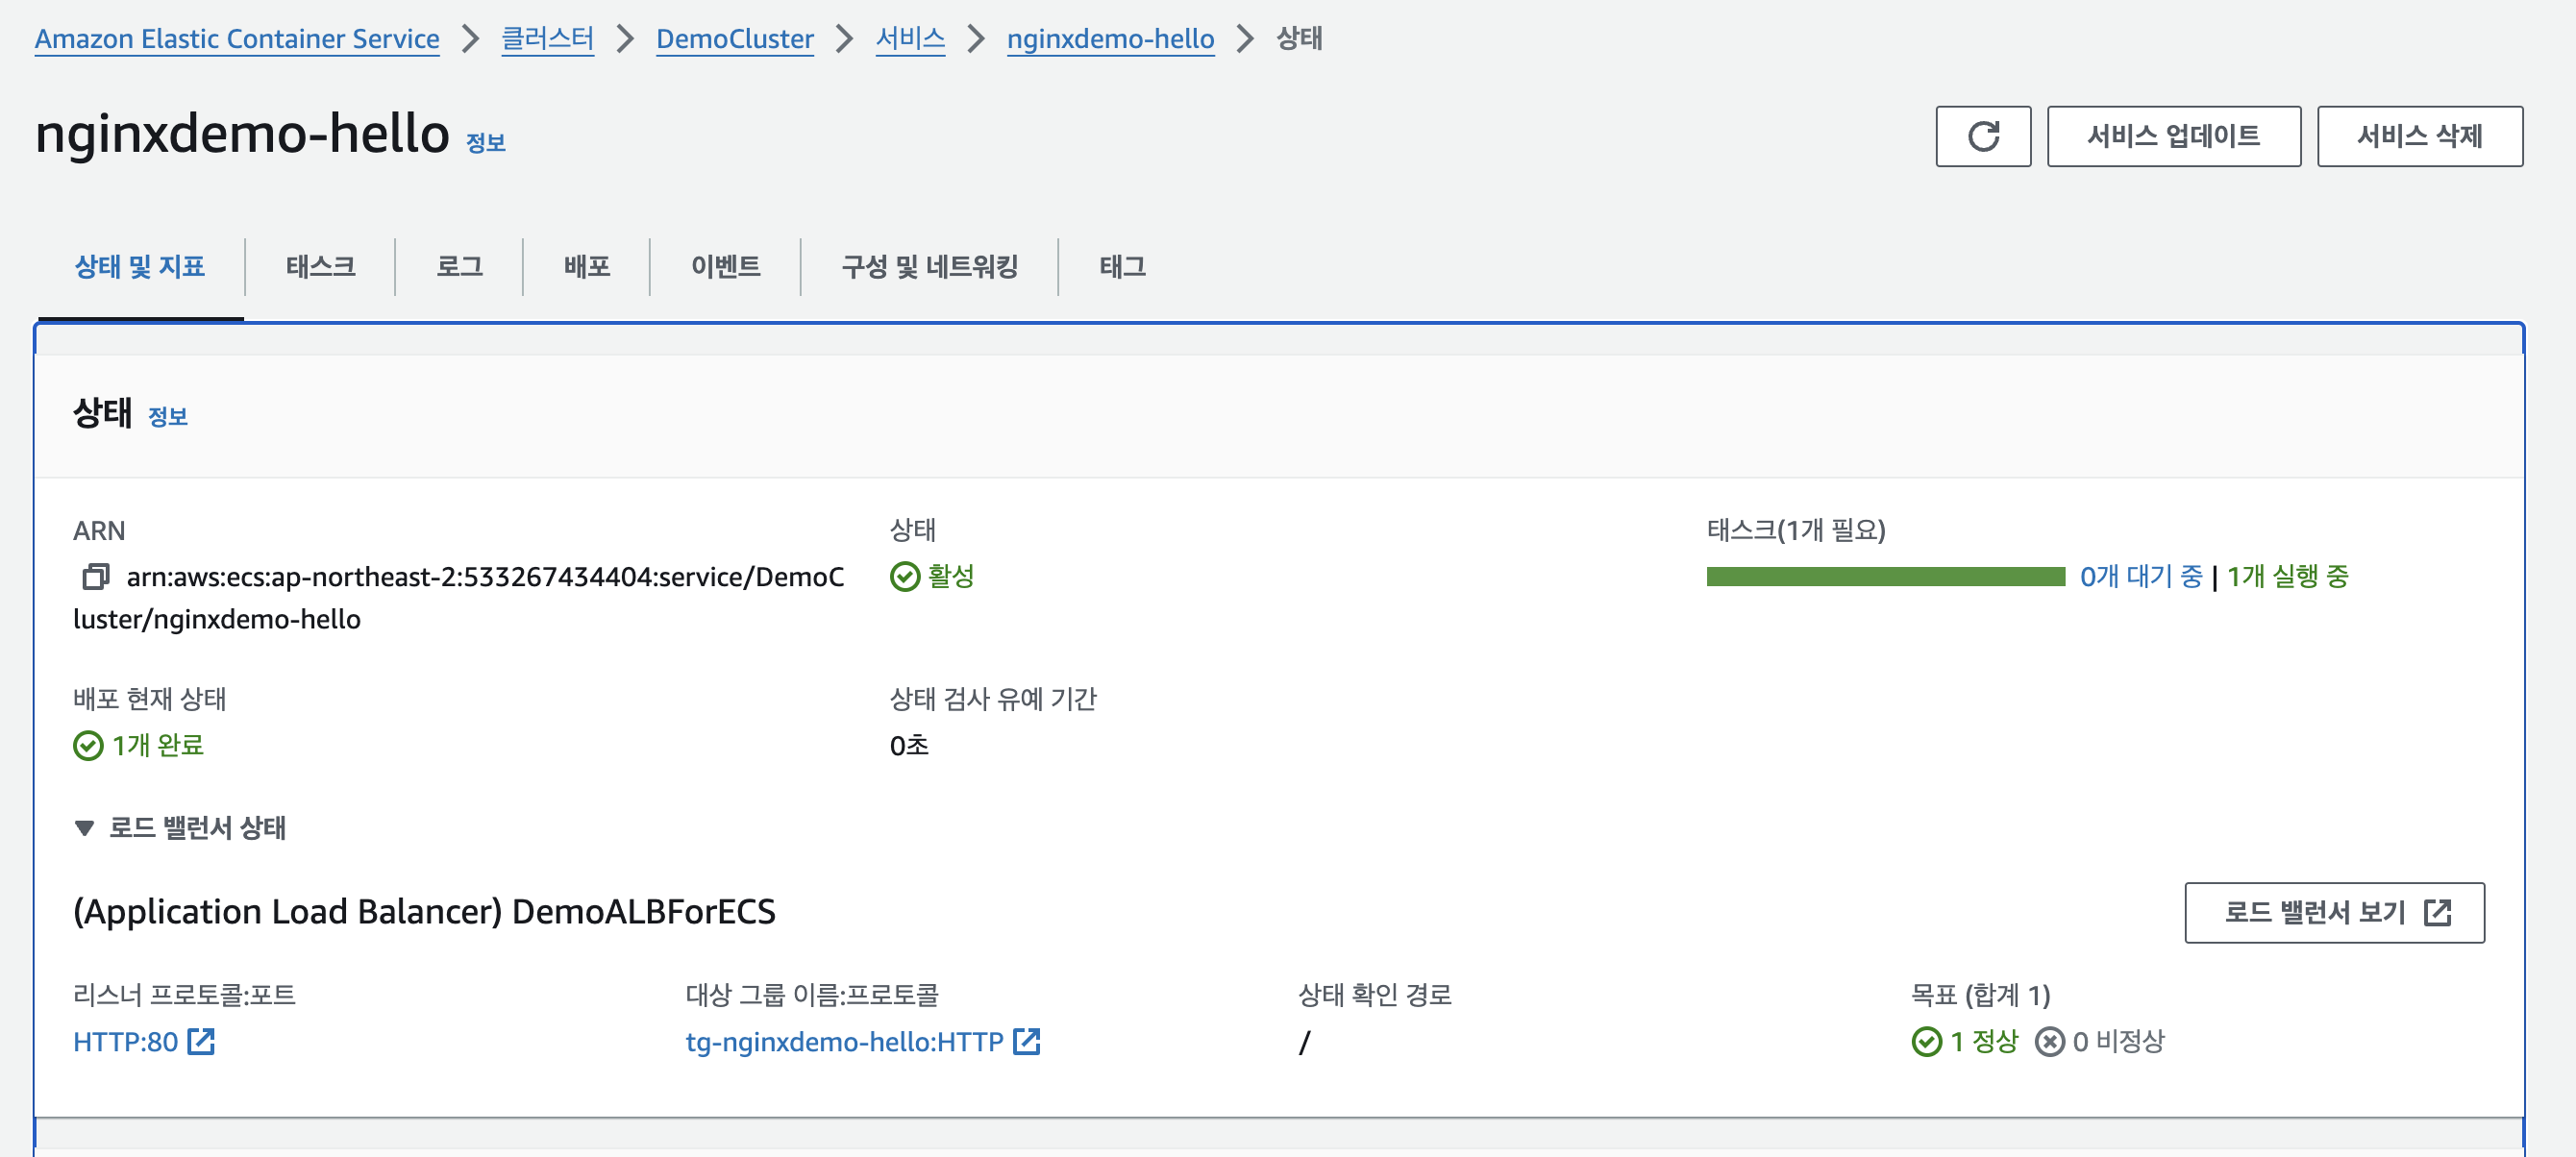 Amazon Elastic Container Service > 클러스터 > DemoCluster > 서비스 > nginxdemo-hello > 상태
nginxdemo-hello 정보
서비스 업데이트
서비스 삭제
상태 및 지표
태스크
로그
배포
이벤트
구성 및 네트워킹
태그
상태 정보
ARN
arn:aws:ecs:ap-northeast-2:533267434404:service/DemoC
luster/nginxdemo-hello
상태
활성
태스크(1개 필요)
0개 대기 중 | 1개 실행 중
배포 현재 상태
1개 완료
상태 검사 유예 기간
0초
로드 밸런서 상태
(Application Load Balancer) DemoALBForECS
로드 밸런서 보기
리스너 프로토콜:포트
HTTP:80
대상 그룹 이름:프로토콜
tg-nginxdemo-hello:HTTP
상태 확인 경로
/
목표 (합계 1)
1 정상 0 비정상